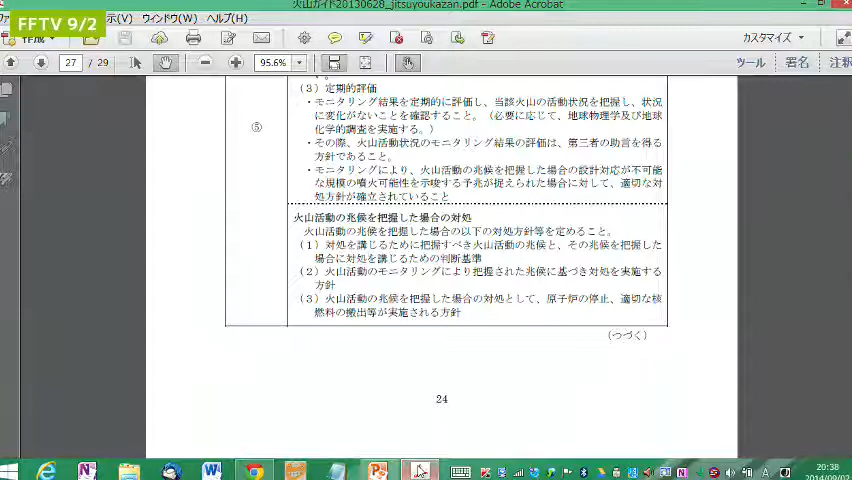 火山ガイド20130628_jitsuyoukazan.pdf - Adobe Acrobat
FFTV 9/2
ウィンドウ(W) ヘルプ(H)
カスタマイズ
27 / 29
95.6%
ツール 署名 注釈
（3）定期的評価
・モニタリング結果を定期的に評価し、当該火山の活動状況を把握し、状況
に変化がないことを確認すること。（必要に応じて、地球物理学及び地球
化学的調査を実施する。）
・その際、火山活動状況のモニタリング結果の評価は、第三者の助言を得る
方針であること。
⑤
・モニタリングにより、火山活動の兆候を把握した場合の設計対応が不可能
な規模の噴火可能性を示唆する予兆が捉えられた場合に対して、適切な対
処方針が確立されていること
火山活動の兆候を把握した場合の対処
火山活動の兆候を把握した場合の以下の対処方針等を定めること。
（1）対処を講じるために把握すべき火山活動の兆候と、その兆候を把握した
場合に対処を講じるための判断基準
（2）火山活動のモニタリングにより把握された兆候に基づき対処を実施する
方針
（3）火山活動の兆候を把握した場合の対処として、原子炉の停止、適切な核
燃料の搬出等が実施される方針
（つづく）
24
20:38
2014/09/02